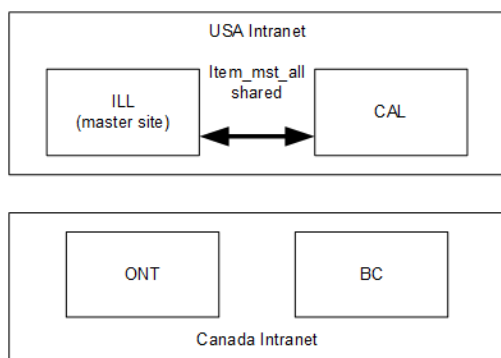 USA Intranet
Item_mst_all
shared
ILL
(master site)
CAL
ONT
BC
Canada Intranet